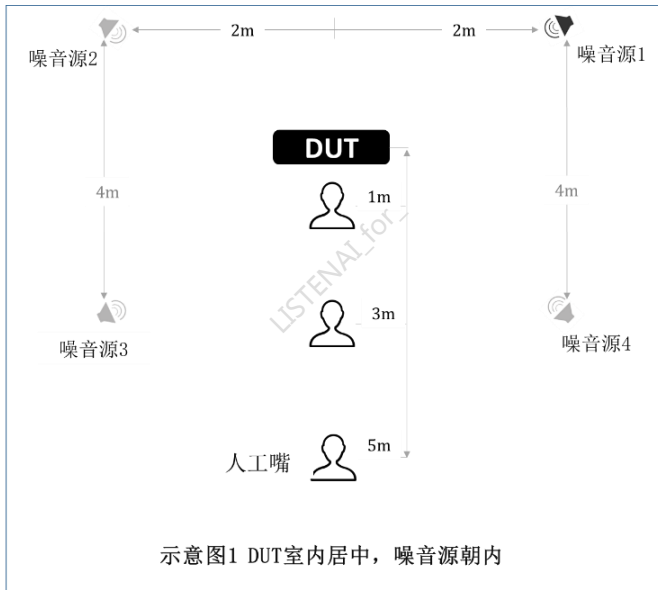 2m
2m
噪音源2
噪音源1
DUT
1m
4m
4m
LISTENAI_for_
3m
噪音源3
噪音源4
5m
人工嘴
示意图1 DUT室内居中，噪音源朝内